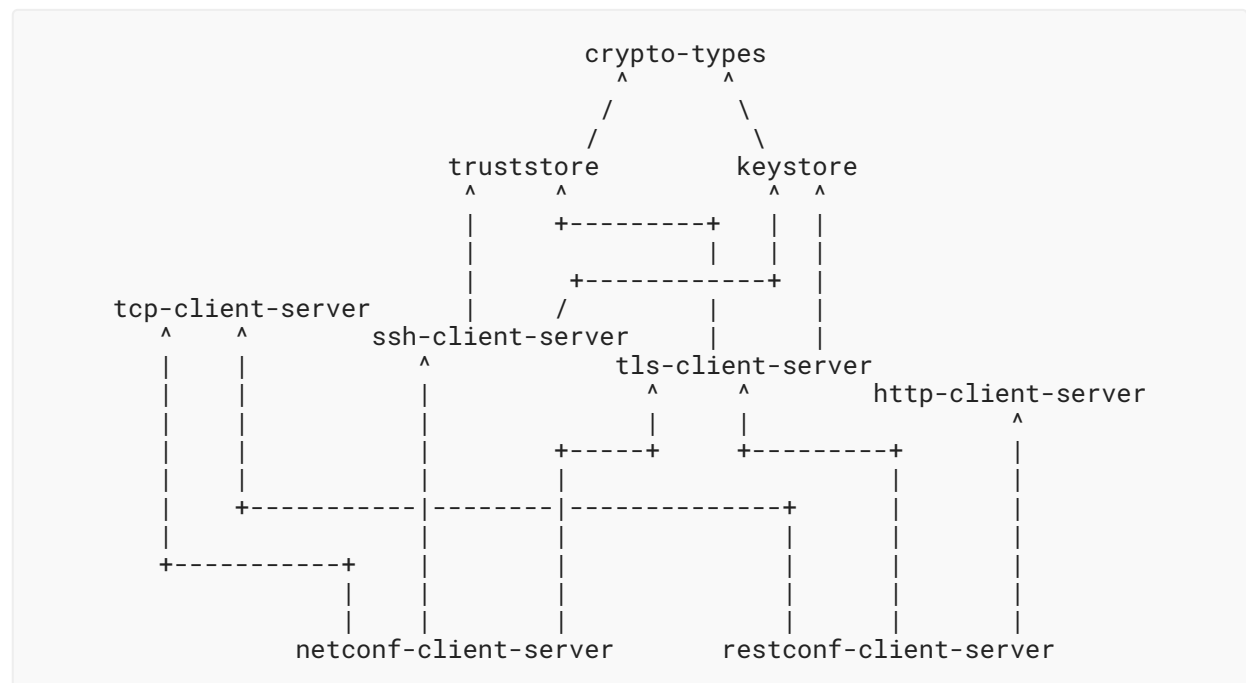 crypto-types
truststore keystore
tcp-client-server
ssh-client-server
tls-client-server
http-client-server
netconf-client-server restconf-client-server